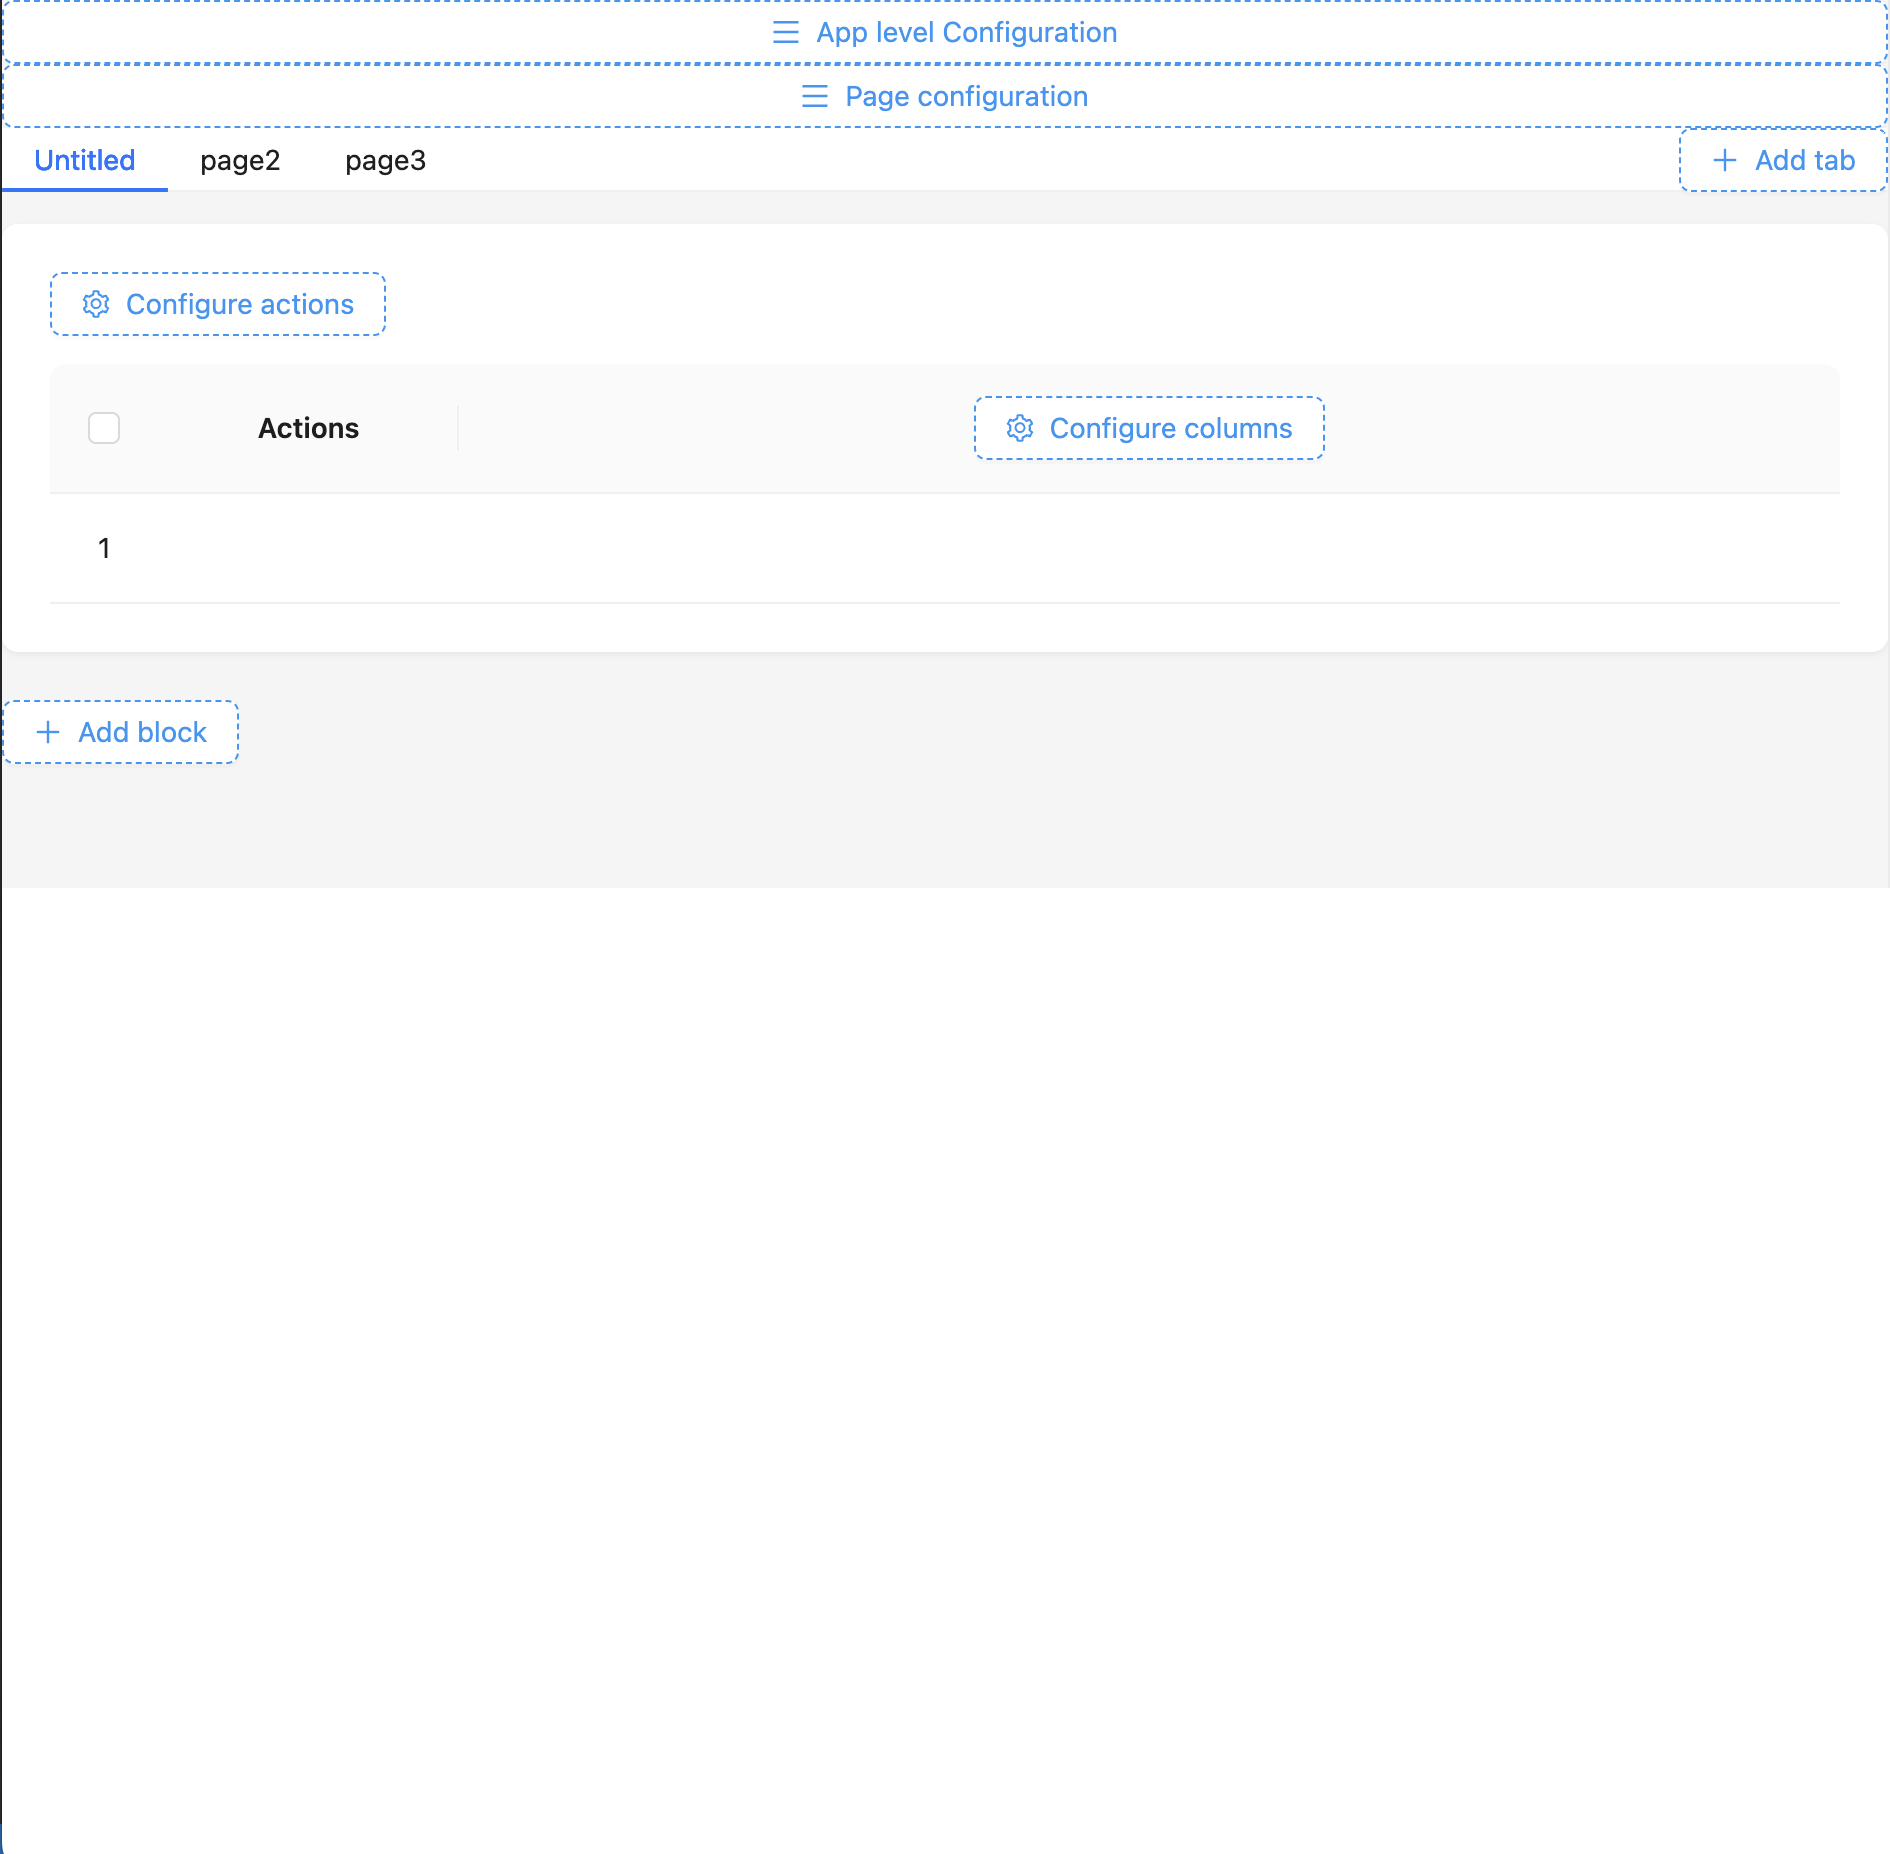 App level Configuration
Page configuration
Untitled page2 page3 Add tab
Configure actions
Actions Configure columns
1
Add block